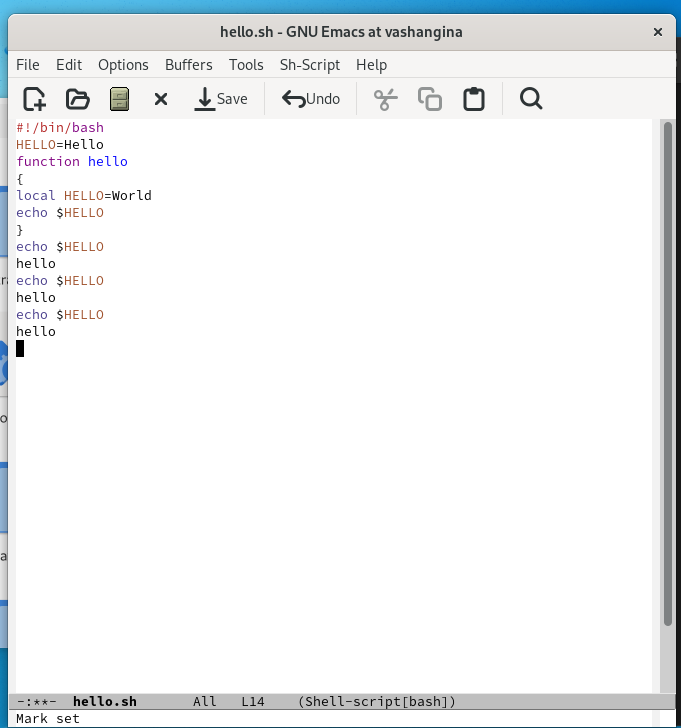 hello.sh - GNU Emacs at vashangina
File Edit Options Buffers Tools Sh-Script Help
Save Undo
#!/bin/bash
HELLO=Hello
function hello
{
local HELLO=World
echo $HELLO
}
echo $HELLO
hello
echo $HELLO
hello
echo $HELLO
hello
-:**- hello.sh All L14 (Shell-script[bash])
Mark set